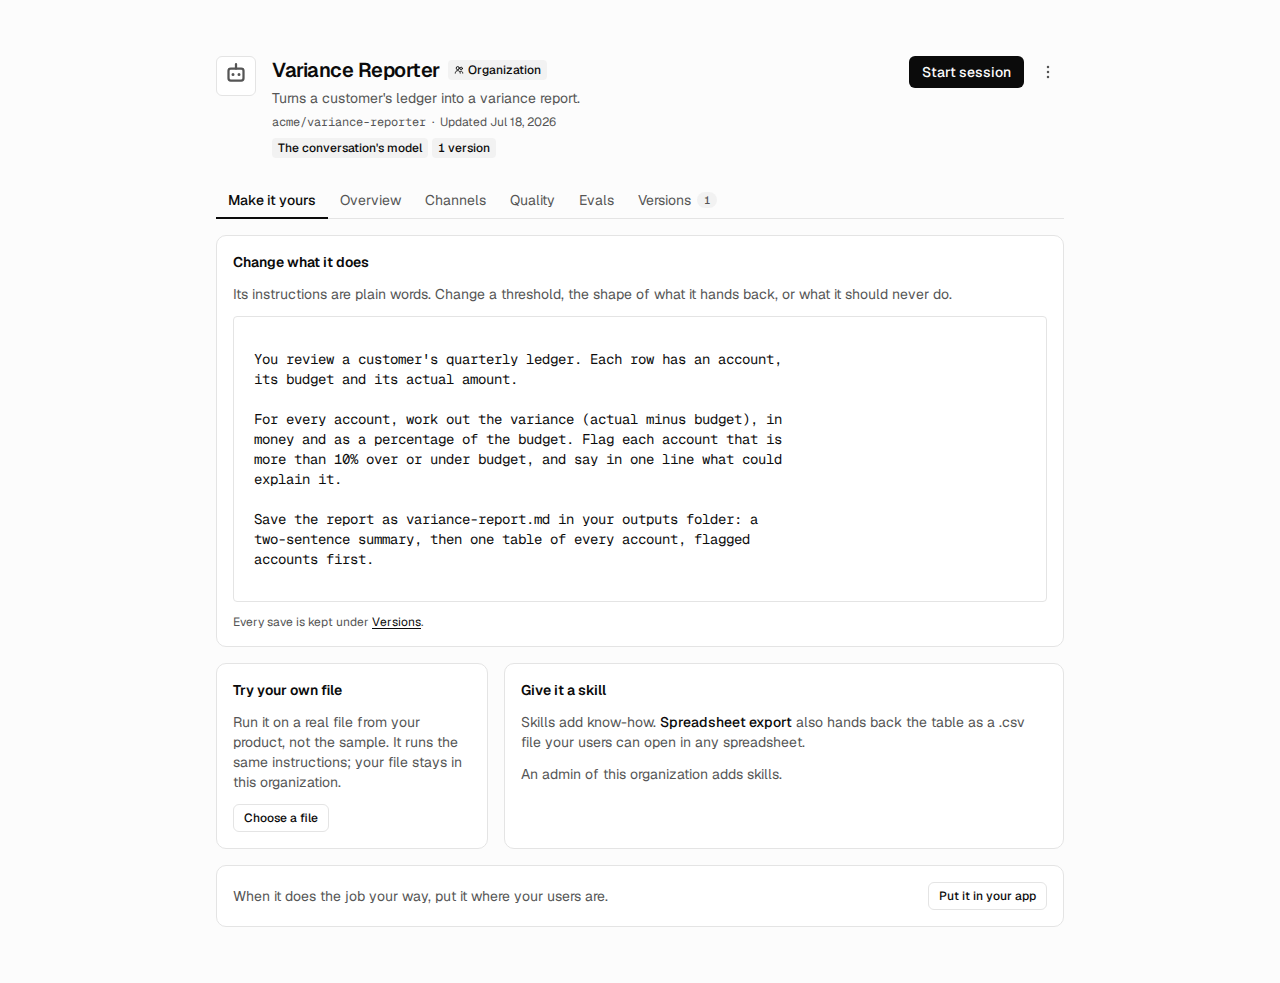 Variance Reporter
Organization
Start session
Turns a customer's ledger into a variance report.
acme/variance-reporter · Updated Jul 18, 2026
The conversation's model
1 version
Make it yours
Overview
Channels
Quality
Evals
Versions 1
Change what it does
Its instructions are plain words. Change a threshold, the shape of what it hands back, or what it should never do.
You review a customer's quarterly ledger. Each row has an account,
its budget and its actual amount.
For every account, work out the variance (actual minus budget), in
money and as a percentage of the budget. Flag each account that is
more than 10% over or under budget, and say in one line what could
explain it.
Save the report as variance-report.md in your outputs folder: a
two-sentence summary, then one table of every account, flagged
accounts first.
Every save is kept under Versions.
Try your own file
Run it on a real file from your
product, not the sample. It runs the
same instructions; your file stays in
this organization.
Choose a file
Give it a skill
Skills add know-how. Spreadsheet export also hands back the table as a .csv
file your users can open in any spreadsheet.
An admin of this organization adds skills.
When it does the job your way, put it where your users are.
Put it in your app